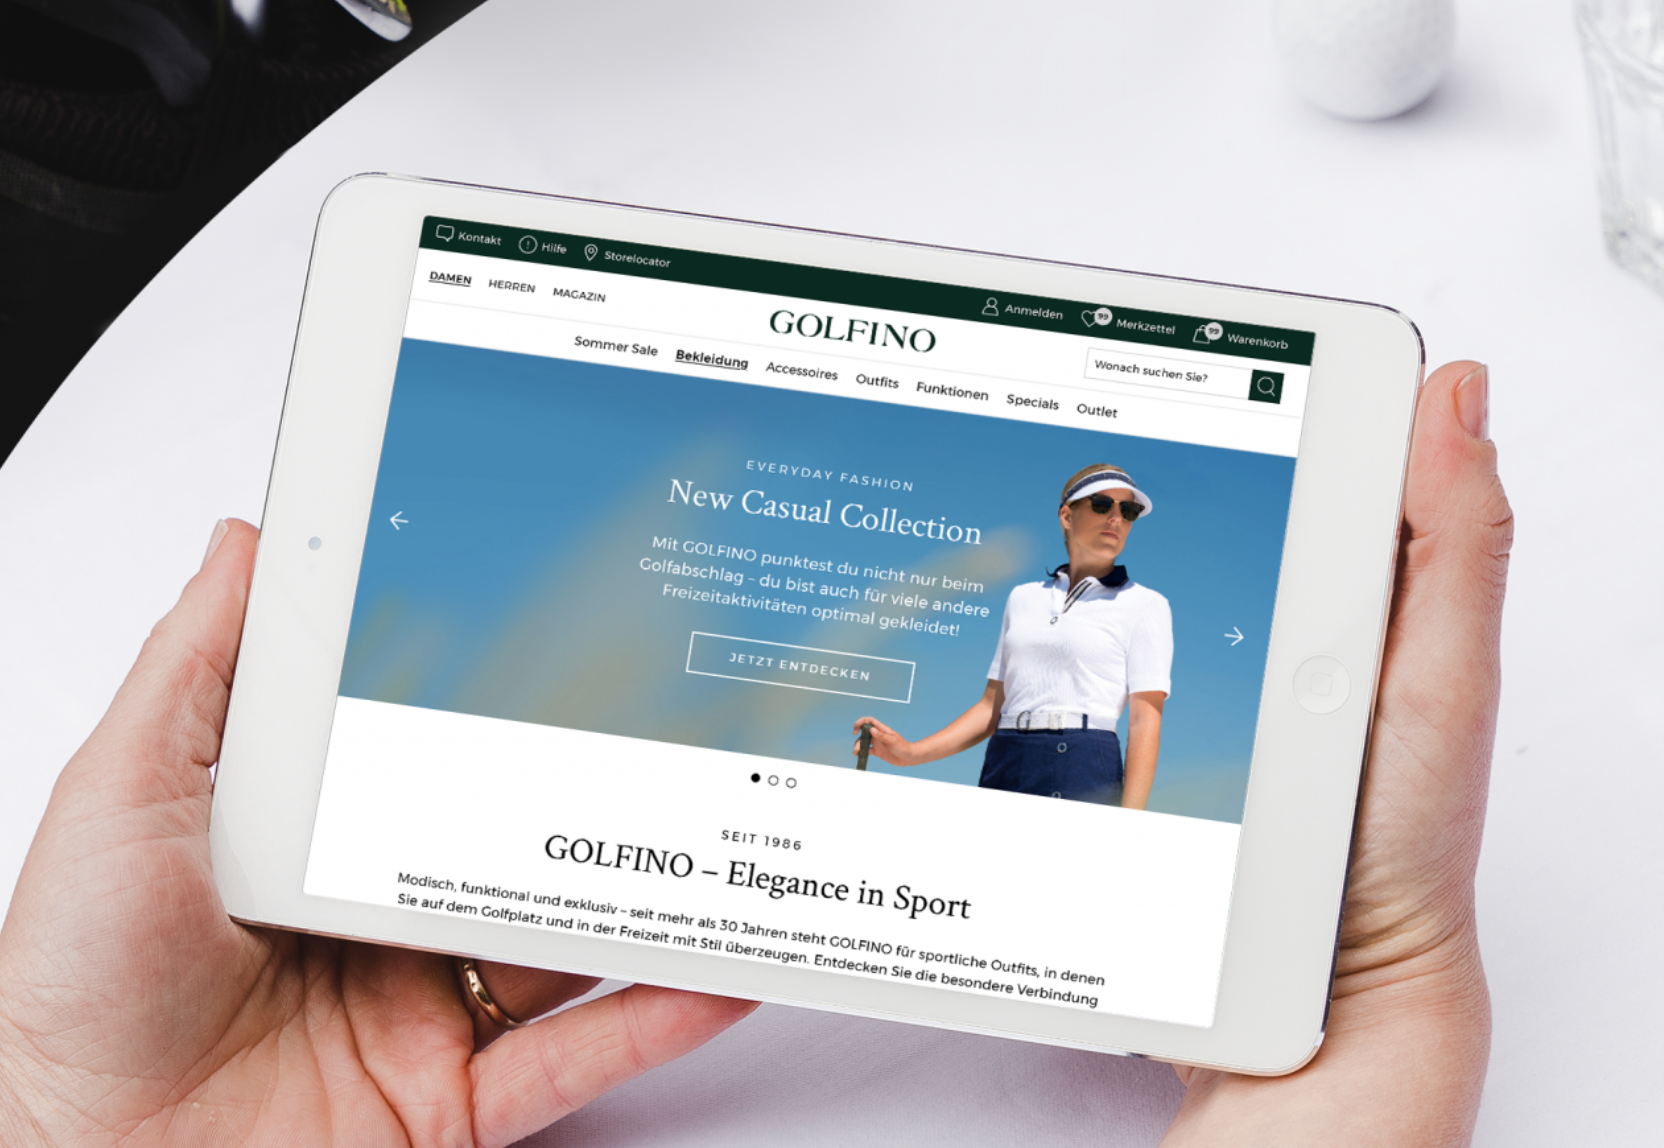 Kontakt Hilfe Storelocator
Anmelden 99 Merkzettel 99 Warenkorb
DAMEN HERREN MAGAZIN
GOLFINO
Wonach suchen Sie?
Sommer Sale Bekleidung Accessoires Outfits Funktionen Specials Outlet
EVERYDAY FASHION
New Casual Collection
Mit GOLFINO punktest du nicht nur beim
Golfabschlag – du bist auch für viele andere
Freizeitaktivitäten optimal gekleidet!
JETZT ENTDECKEN
SEIT 1986
GOLFINO – Elegance in Sport
Modisch, funktional und exklusiv – seit mehr als 30 Jahren steht GOLFINO für sportliche Outfits, in denen
Sie auf dem Golfplatz und in der Freizeit mit Stil überzeugen. Entdecken Sie die besondere Verbindung